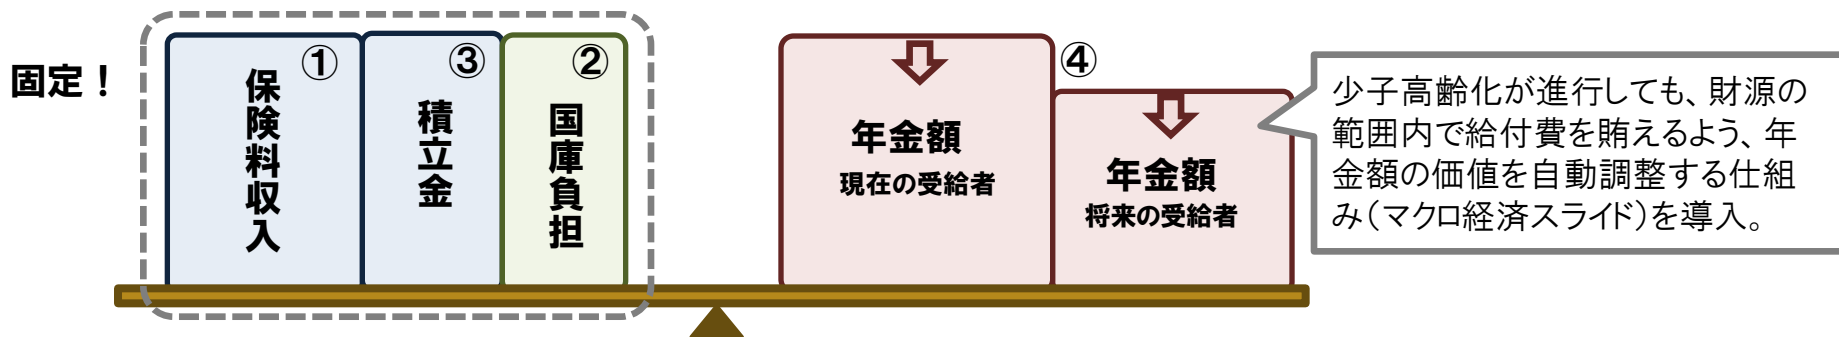 固定！
①
保険料収入
③
積立金
②
国庫負担
年金額
現在の受給者
④
年金額
将来の受給者
少子高齢化が進行しても、財源の
範囲内で給付費を賄えるよう、年
金額の価値を自動調整する仕組
み（マクロ経済スライド）を導入。